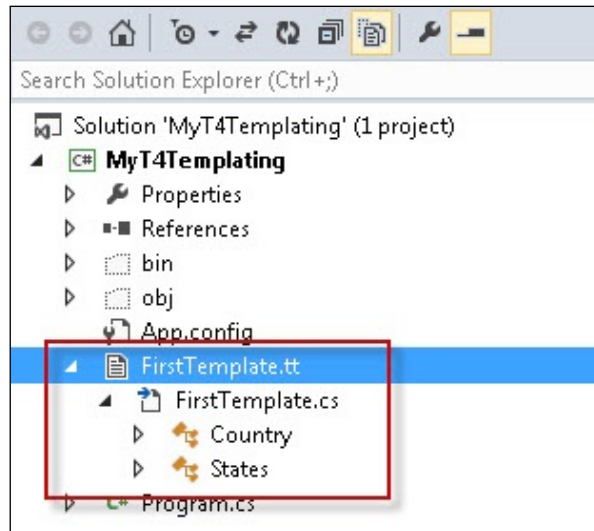 Search Solution Explorer (Ctrl+;)
Solution 'MyT4Templating' (1 project)
C# MyT4Templating
Properties
References
bin
obj
App.config
FirstTemplate.tt
FirstTemplate.cs
Country
States
C# Program.cs